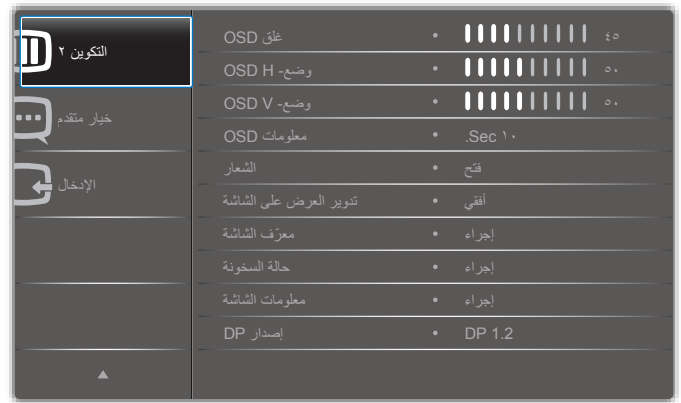 التكوين ٢
خيار متقدم
الإدخال
غلق OSD • ٤٥
وضع- OSD H • ٥٠
وضع- OSD V • ٥٠
معلومات OSD • ١٠ Sec.
الشعار • فتح
تدوير العرض على الشاشة • أفقي
معرّف الشاشة • إجراء
حالة السخونة • إجراء
معلومات الشاشة • إجراء
إصدار DP • DP 1.2